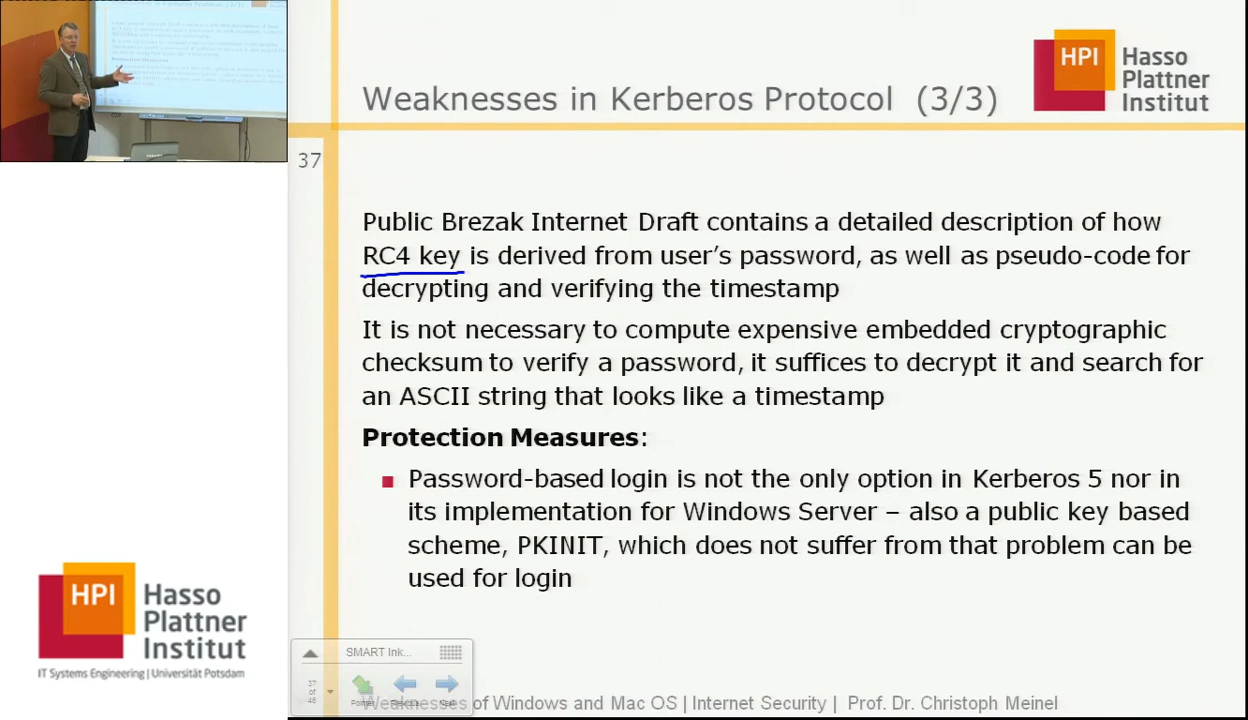 Weaknesses in Kerberos Protocol (3/3)
HPI Hasso
Plattner
Institut
37
Public Brezak Internet Draft contains a detailed description of how
RC4 key is derived from user's password, as well as pseudo-code for
decrypting and verifying the timestamp
It is not necessary to compute expensive embedded cryptographic
checksum to verify a password, it suffices to decrypt it and search for
an ASCII string that looks like a timestamp
Protection Measures:
Password-based login is not the only option in Kerberos 5 nor in
its implementation for Windows Server – also a public key based
scheme, PKINIT, which does not suffer from that problem can be
used for login
HPI Hasso
Plattner
Institut
IT Systems Engineering | Universität Potsdam
SMART Ink...
37
of
48
Pointer
Previous
Next
Weaknesses of Windows and Mac OS | Internet Security | Prof. Dr. Christoph Meinel